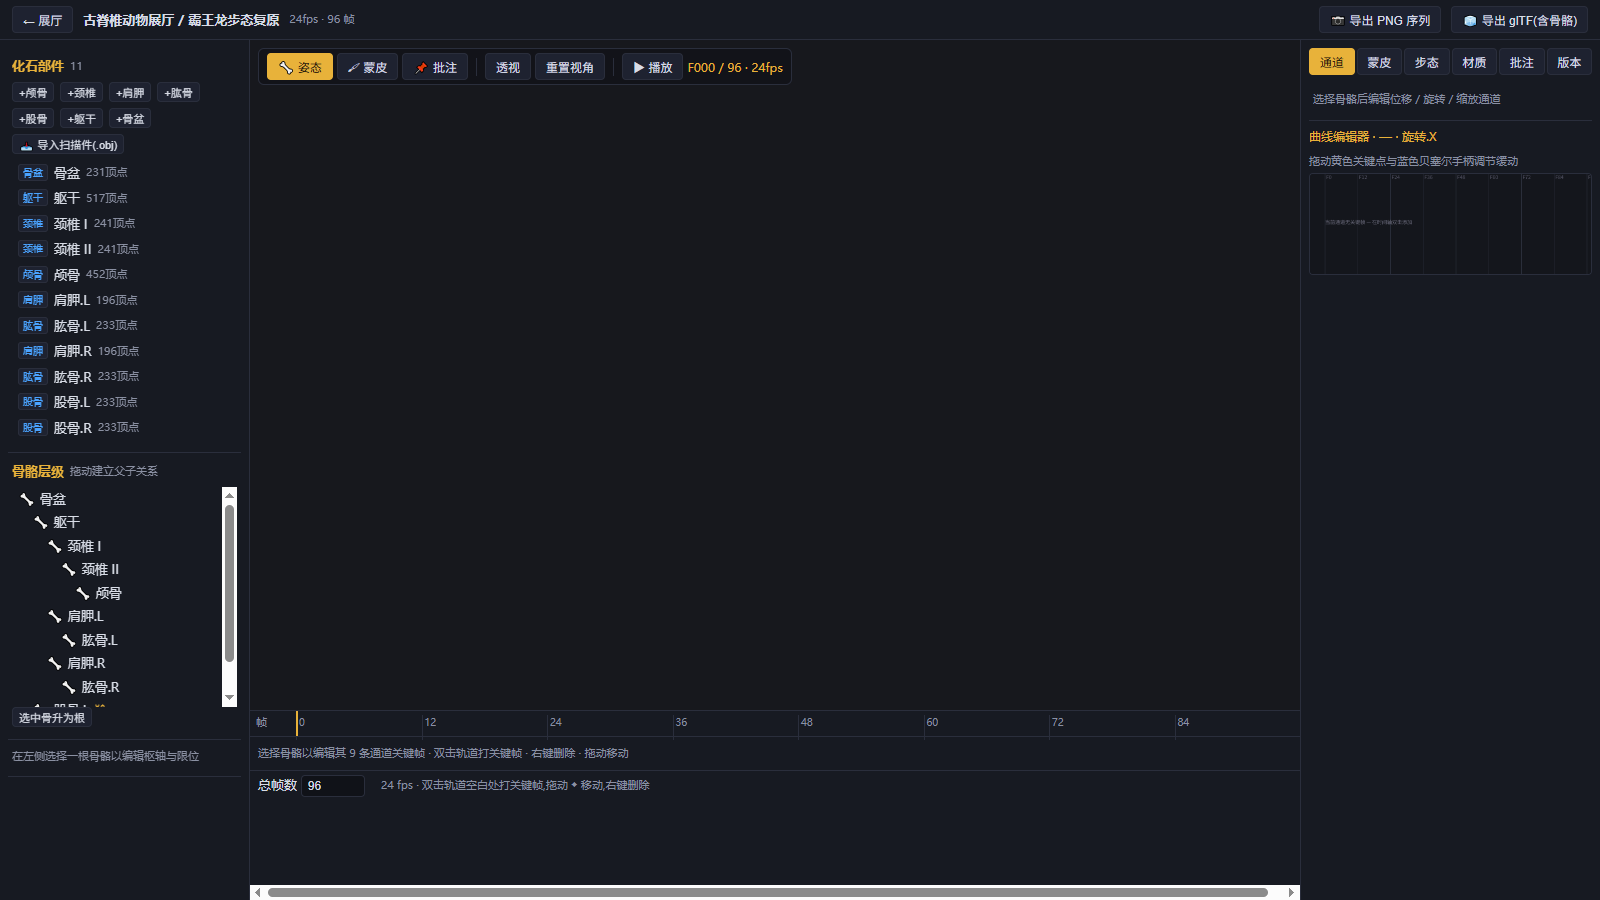 ← 展厅 古脊椎动物展厅 / 霸王龙步态复原 24fps · 96 帧 导出 PNG 序列 导出 glTF(含骨骼)
化石部件 11
+颅骨 +颈椎 +肩胛 +肱骨
+股骨 +躯干 +骨盆
导入扫描件(.obj)
骨盆 骨盆 231顶点
躯干 躯干 517顶点
颈椎 颈椎 I 241顶点
颈椎 颈椎 II 241顶点
颅骨 颅骨 452顶点
肩胛 肩胛.L 196顶点
肱骨 肱骨.L 233顶点
肩胛 肩胛.R 196顶点
肱骨 肱骨.R 233顶点
股骨 股骨.L 233顶点
股骨 股骨.R 233顶点
骨骼层级 拖动建立父子关系
骨盆
躯干
颈椎 I
颈椎 II
颅骨
肩胛.L
肱骨.L
肩胛.R
肱骨.R
选中骨升为根
在左侧选择一根骨骼以编辑枢轴与限位
姿态 蒙皮 批注 透视 重置视角 ▶ 播放 F000 / 96 · 24fps
帧 0 12 24 36 48 60 72 84
选择骨骼以编辑其 9 条通道关键帧 · 双击轨道打关键帧 · 右键删除 · 拖动移动
总帧数 96 24 fps · 双击轨道空白处打关键帧,拖动 ◆ 移动,右键删除
通道 蒙皮 步态 材质 批注 版本
选择骨骼后编辑位移 / 旋转 / 缩放通道
曲线编辑器 · — · 旋转.X
拖动黄色关键点与蓝色贝塞尔手柄调节缓动